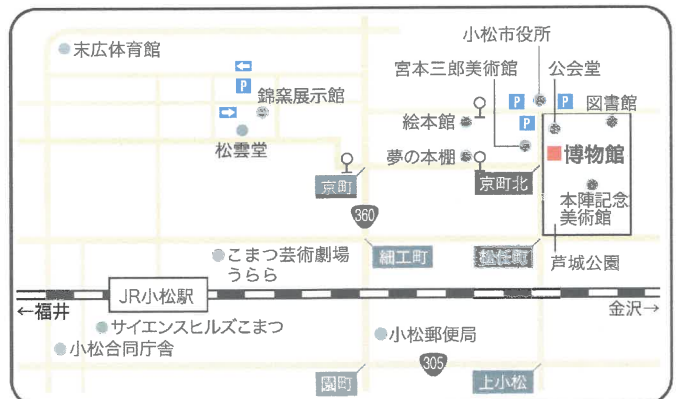 小松市役所
末広体育館
宮本三郎美術館
公会堂
←
P
錦窯展示館
P
P
図書館
→
絵本館
P
松雲堂
夢の本棚
博物館
京町
京町北
本陣記念
美術館
360
こまつ芸術劇場
うらら
細工町
松任町
芦城公園
JR小松駅
←福井
金沢→
サイエンスヒルズこまつ
小松郵便局
小松合同庁舎
305
園町
上小松